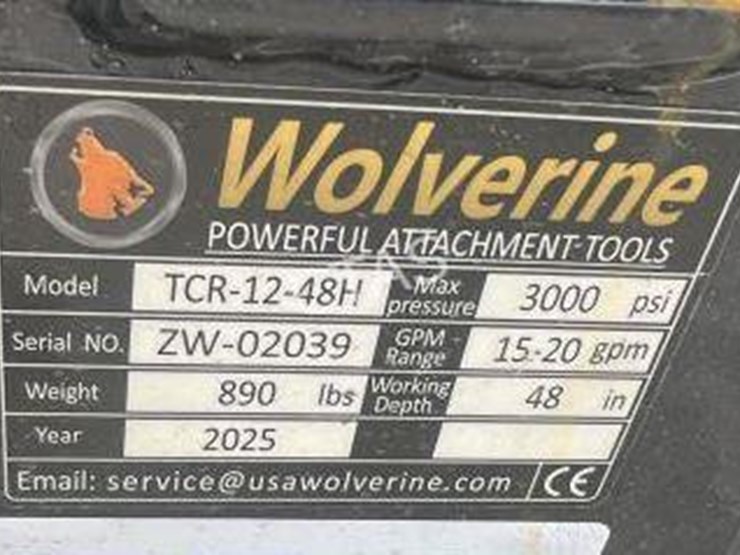 Wolverine
POWERFUL ATTACHMENT TOOLS
Model TCR-12-48H Max pressure 3000 psi
Serial NO. ZW-02039 GPM Range 15-20 gpm
Weight 890 lbs Working Depth 48 in
Year 2025
Email: service@usawolverine.com CE